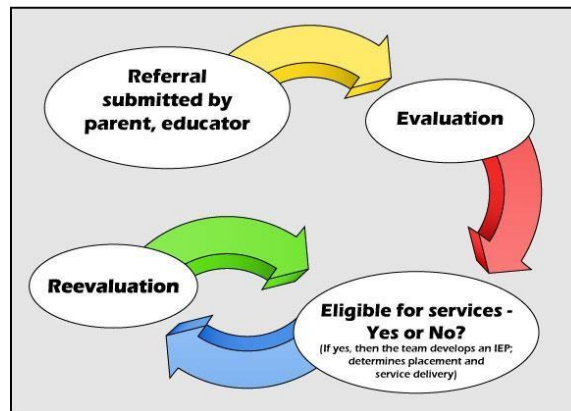 Referral
submitted by
parent, educator
Evaluation
Eligible for services -
Yes or No?
(If yes, then the team develops an IEP;
determines placement and
service delivery)
Reevaluation